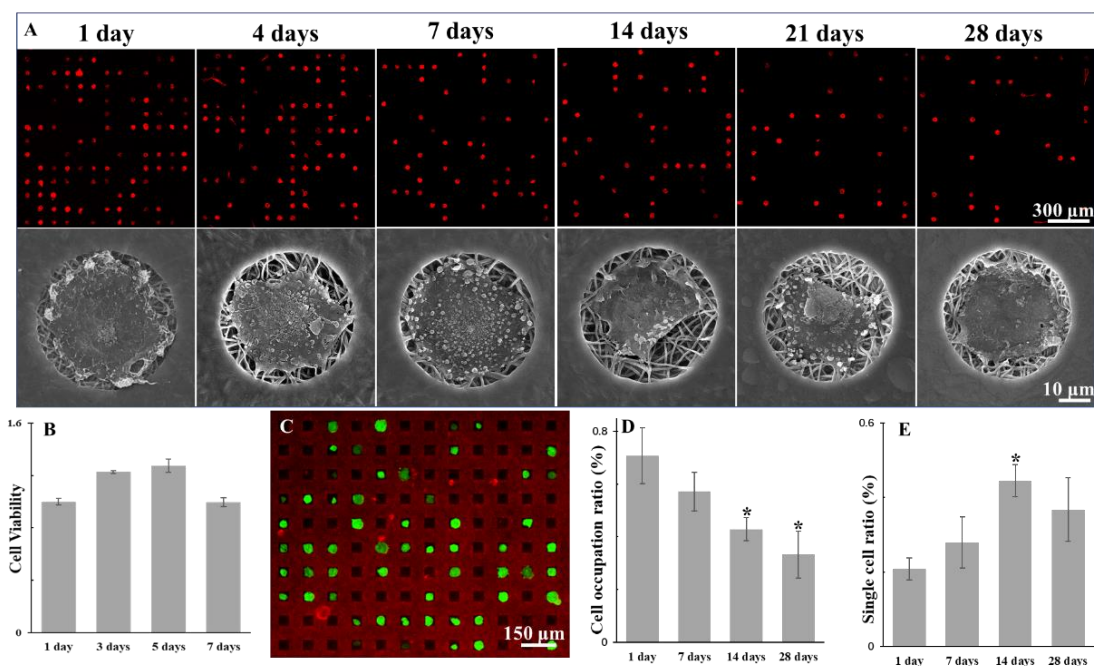 A
1 day 4 days 7 days 14 days 21 days 28 days
300 µm
10 µm
B
1.6
0
Cell Viability
1 day 3 days 5 days 7 days
C
150 µm
D
0.8
0
Cell occupation ratio (%)
*
*
1 day 7 days 14 days 28 days
E
0.6
0
Single cell ratio (%)
*
1 day 7 days 14 days 28 days